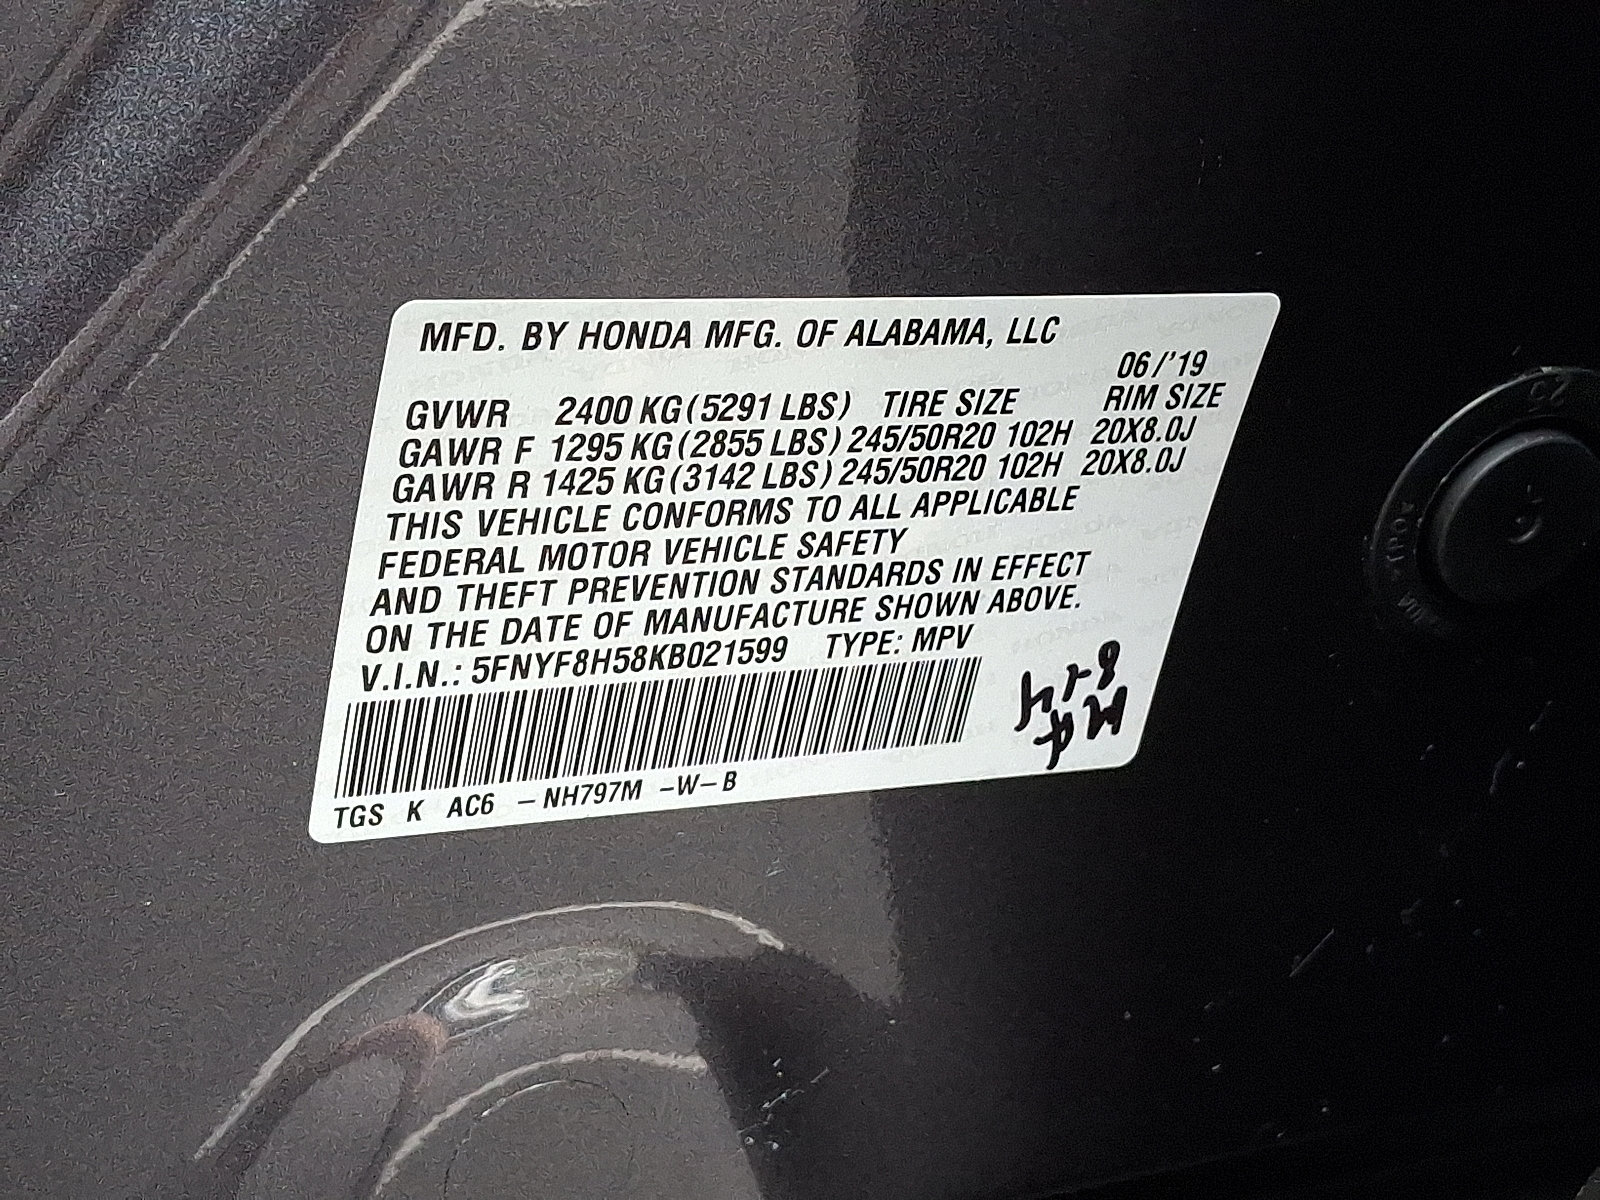 MFD. BY HONDA MFG. OF ALABAMA, LLC
06/'19
GVWR 2400 KG (5291 LBS) TIRE SIZE RIM SIZE
GAWR F 1295 KG (2855 LBS) 245/50R20 102H 20X8.0J
GAWR R 1425 KG (3142 LBS) 245/50R20 102H 20X8.0J
THIS VEHICLE CONFORMS TO ALL APPLICABLE
FEDERAL MOTOR VEHICLE SAFETY
AND THEFT PREVENTION STANDARDS IN EFFECT
ON THE DATE OF MANUFACTURE SHOWN ABOVE.
V.I.N.: 5FNYF8H58KB021599 TYPE: MPV
TGS K AC6 -NH797M -W-B